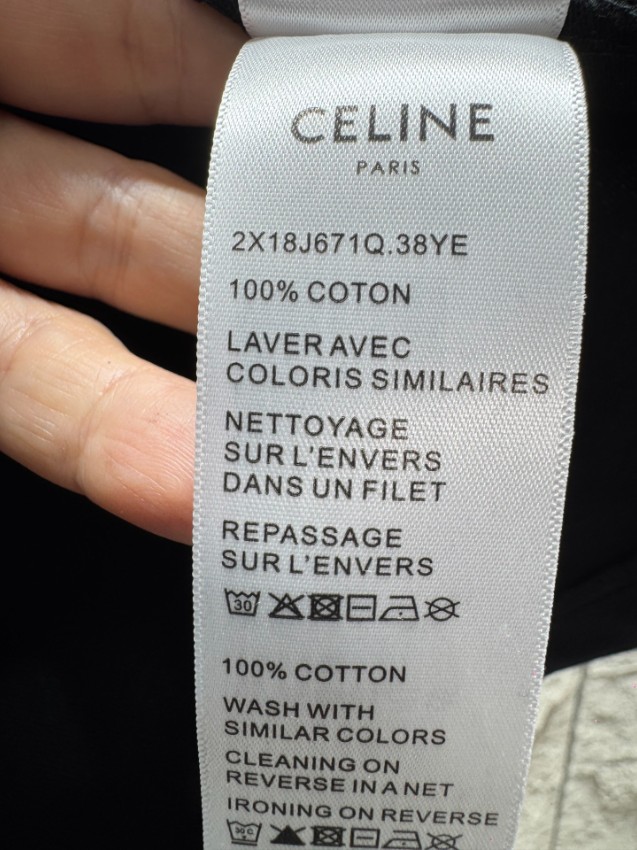 CELINE
PARIS
2X18J671Q.38YE
100% COTON
LAVER AVEC
COLORIS SIMILAIRES
NETTOYAGE
SUR L'ENVERS
DANS UN FILET
REPASSAGE
SUR L'ENVERS
30
100% COTTON
WASH WITH
SIMILAR COLORS
CLEANING ON
REVERSE IN A NET
IRONING ON REVERSE
30 C